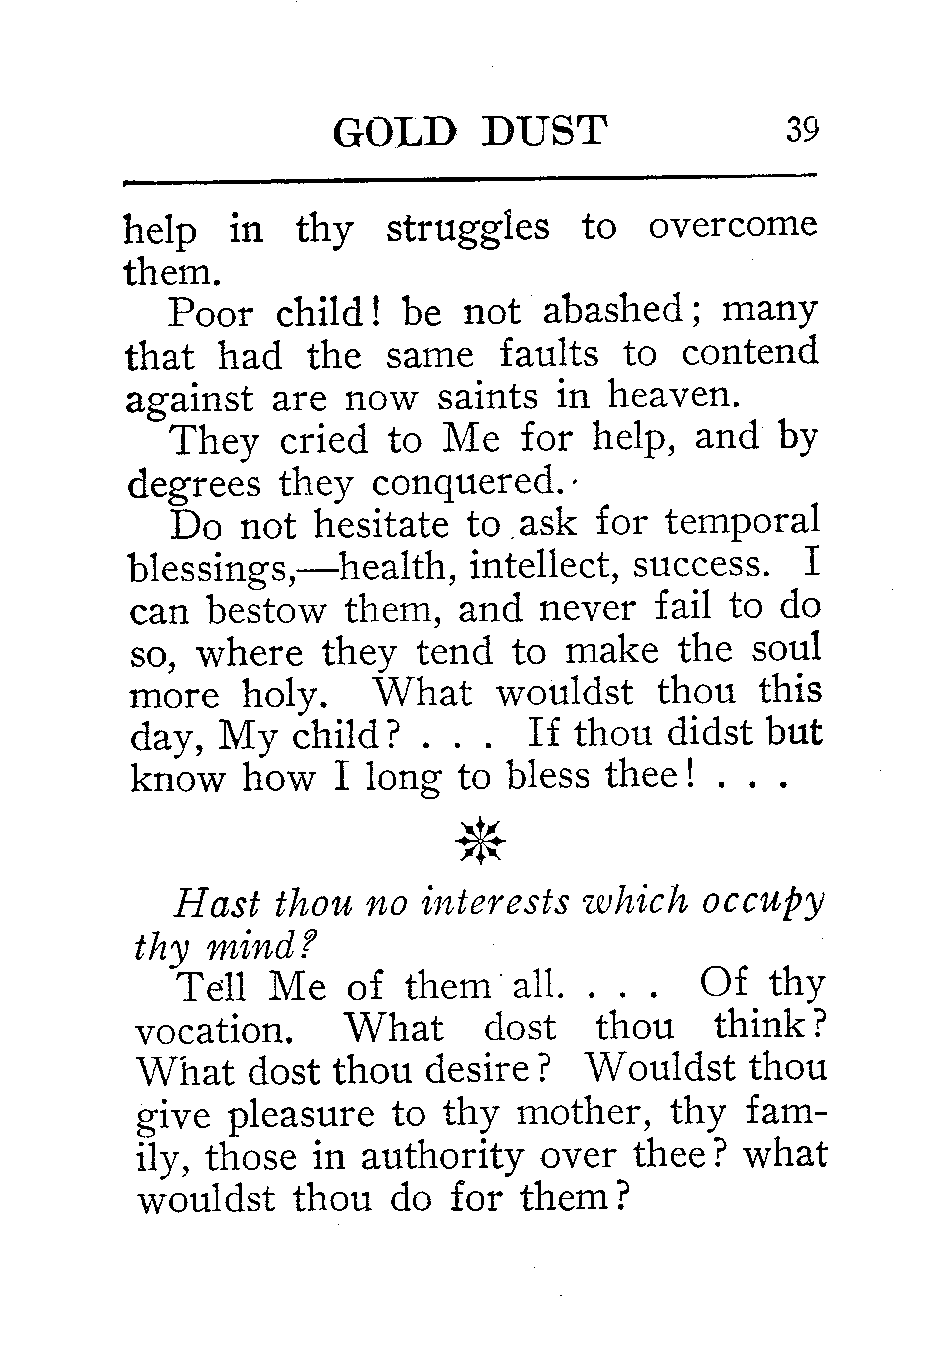 GOLD DUST 39
help in thy struggles to overcome
them.
Poor child! be not abashed; many
that had the same faults to contend
against are now saints in heaven.
They cried to Me for help, and by
degrees they conquered.
Do not hesitate to ask for temporal
blessings,—health, intellect, success. I
can bestow them, and never fail to do
so, where they tend to make the soul
more holy. What wouldst thou this
day, My child? . . . If thou didst but
know how I long to bless thee! . . .
Hast thou no interests which occupy
thy mind?
Tell Me of them all. . . . Of thy
vocation. What dost thou think?
What dost thou desire? Wouldst thou
give pleasure to thy mother, thy fam-
ily, those in authority over thee? what
wouldst thou do for them?